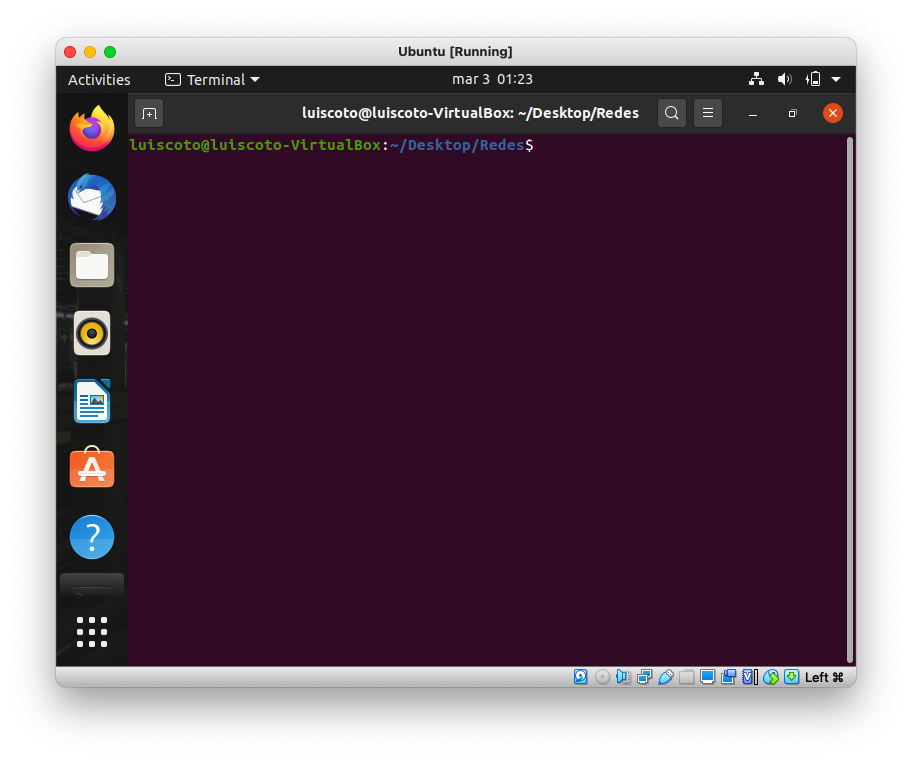 Ubuntu [Running]
Activities
Terminal
mar 3 01:23
luiscoto@luiscoto-VirtualBox: ~/Desktop/Redes
luiscoto@luiscoto-VirtualBox:~/Desktop/Redes$
Left ⌘